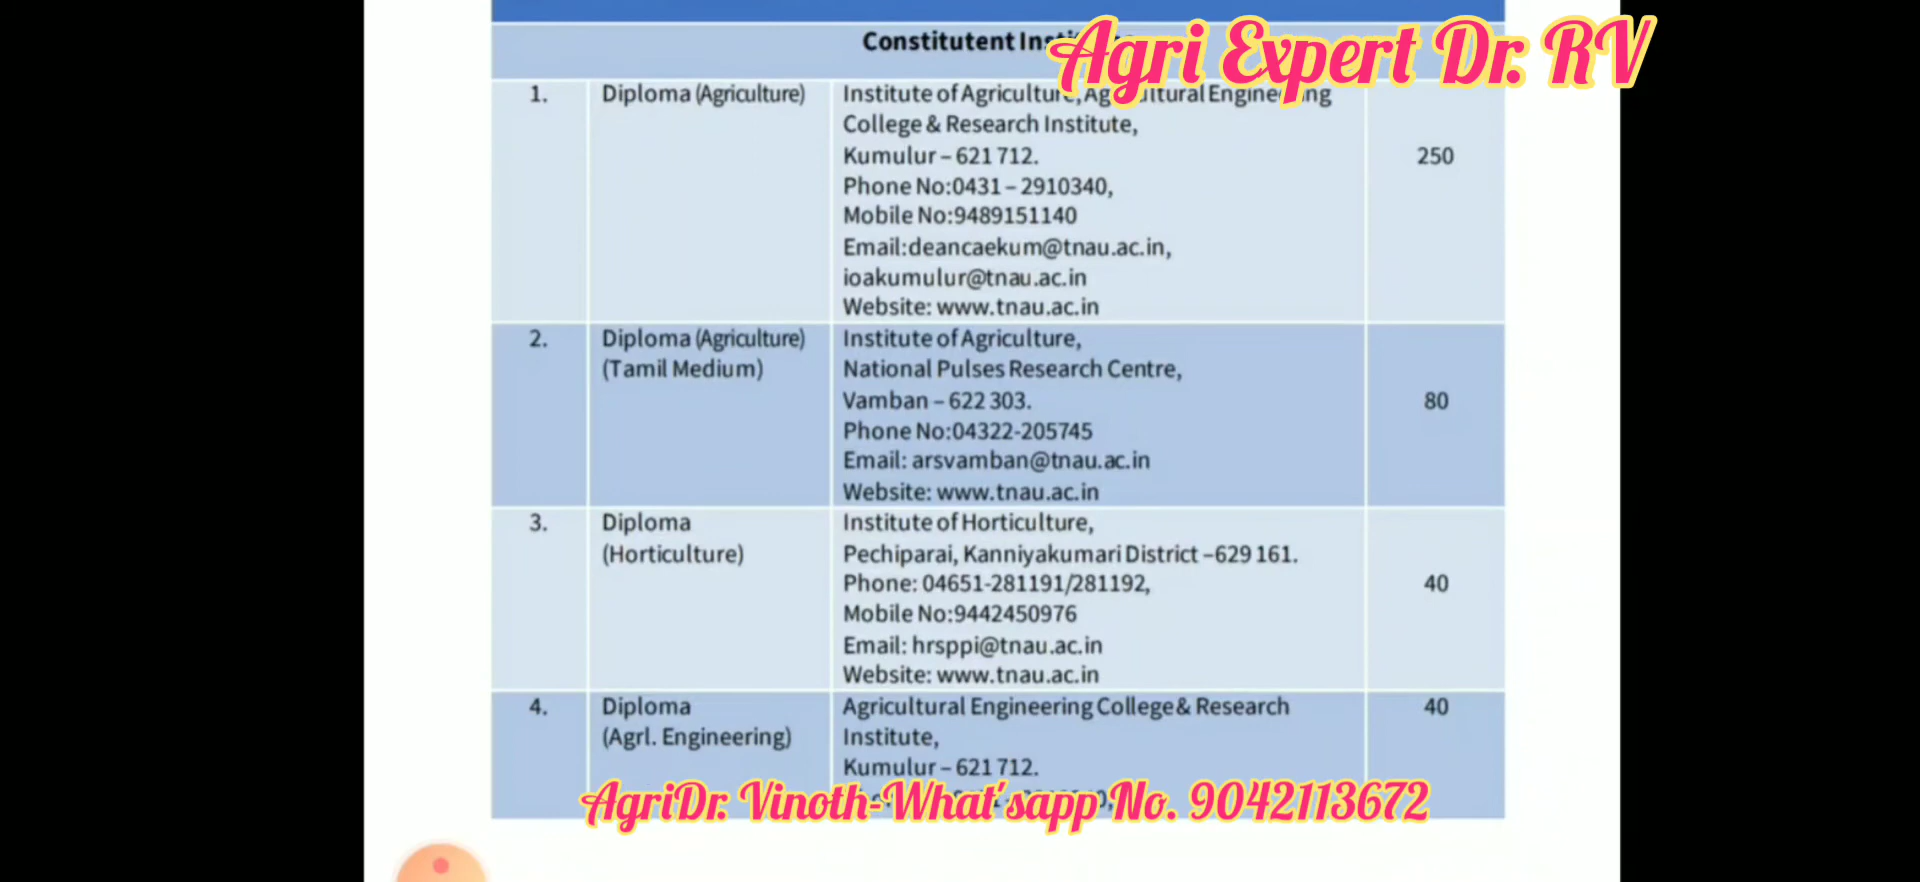 Agri Expert Dr. RV
Constitutent
1. Diploma (Agriculture) Institute of Agriculture, Agricultural Engineering
College & Research Institute,
Kumulur – 621 712. 250
Phone No:0431 – 2910340,
Mobile No:9489151140
Email:deancaekum@tnau.ac.in,
ioakumulur@tnau.ac.in
Website: www.tnau.ac.in
2. Diploma (Agriculture) Institute of Agriculture,
(Tamil Medium) National Pulses Research Centre,
Vamban – 622 303. 80
Phone No:04322-205745
Email: arsvamban@tnau.ac.in
Website: www.tnau.ac.in
3. Diploma Institute of Horticulture,
(Horticulture) Pechiparai, Kanniyakumari District –629 161.
Phone: 04651-281191/281192, 40
Mobile No:9442450976
Email: hrsppi@tnau.ac.in
Website: www.tnau.ac.in
4. Diploma Agricultural Engineering College & Research 40
(Agrl. Engineering) Institute,
Kumulur – 621 712.
AgriDr. Vinoth-What'sapp No. 9042113672